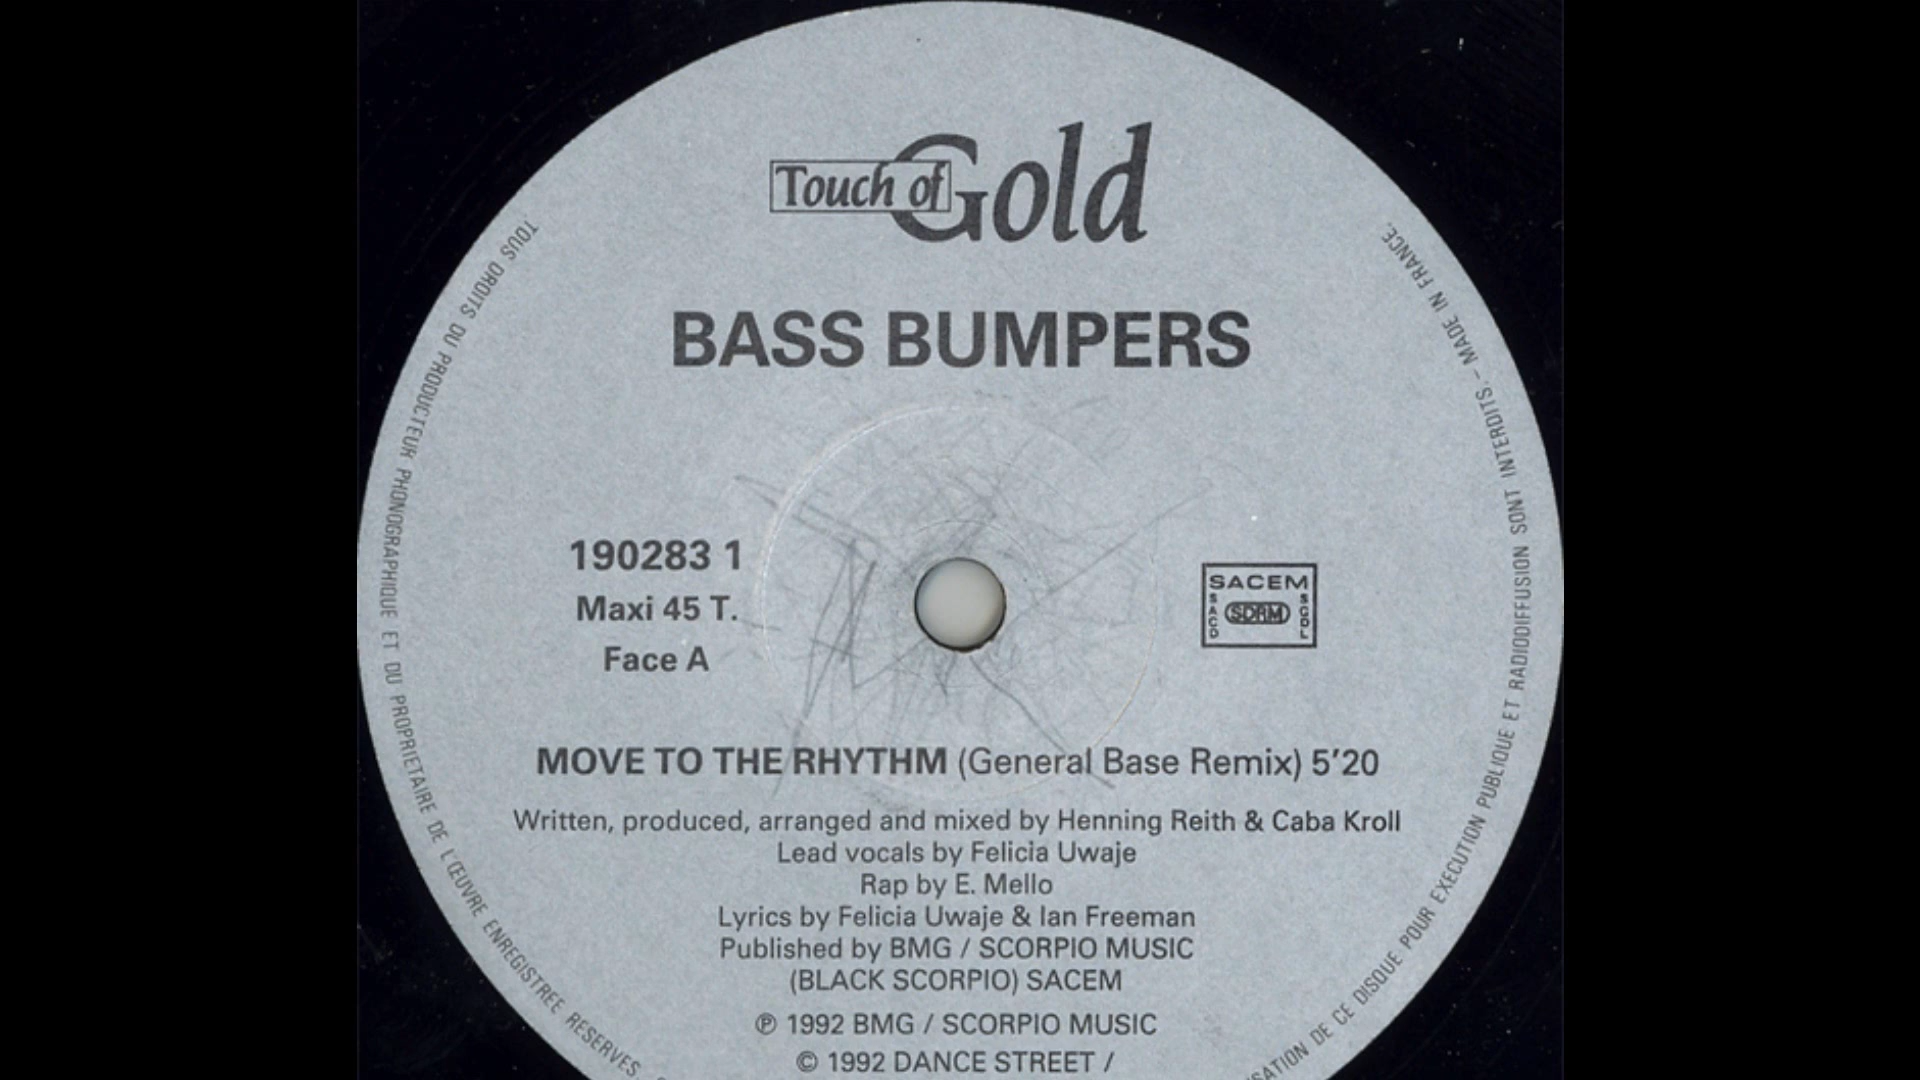 Touch of Gold
BASS BUMPERS
190283 1
Maxi 45 T.
Face A
SACEM
SACD
SDRM
SGDL
MOVE TO THE RHYTHM (General Base Remix) 5'20
Written, produced, arranged and mixed by Henning Reith & Caba Kroll
Lead vocals by Felicia Uwaje
Rap by E. Mello
Lyrics by Felicia Uwaje & Ian Freeman
Published by BMG / SCORPIO MUSIC
(BLACK SCORPIO) SACEM
℗ 1992 BMG / SCORPIO MUSIC
© 1992 DANCE STREET /
TOUS DROITS DU PRODUCTEUR PHONOGRAPHIQUE ET DU PROPRIETAIRE DE L'ŒUVRE ENREGISTREE RESERVES.
SATION DE CE DISQUE POUR EXECUTION PUBLIQUE ET RADIODIFFUSION SONT INTERDITS. – MADE IN FRANCE.